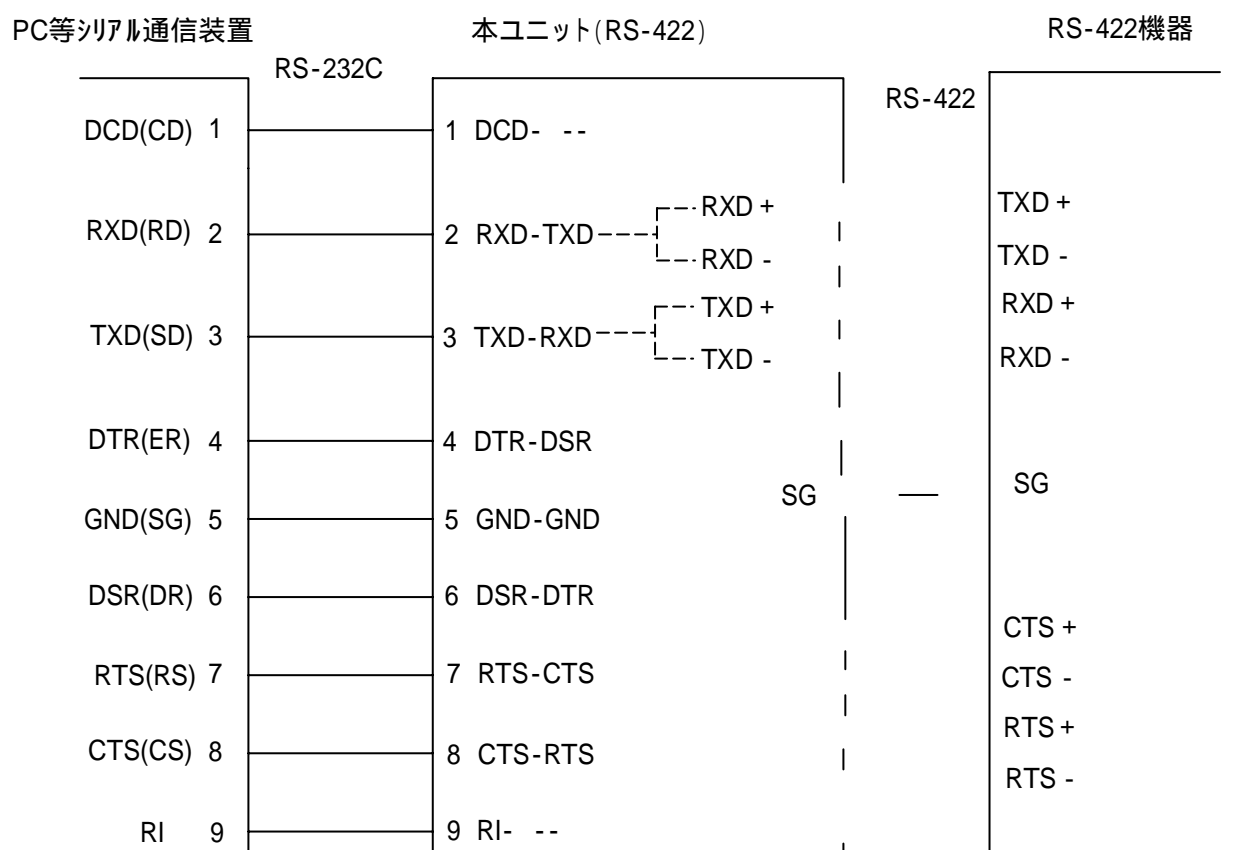 PC等ｼﾘｱﾙ通信装置 本ユニット(RS-422) RS-422機器
RS-232C
RS-422
DCD(CD) 1 1 DCD- --
RXD(RD) 2 2 RXD-TXD RXD + TXD +
RXD - TXD -
TXD(SD) 3 3 TXD-RXD TXD + RXD +
TXD - RXD -
DTR(ER) 4 4 DTR-DSR
SG SG
GND(SG) 5 5 GND-GND
DSR(DR) 6 6 DSR-DTR
CTS +
RTS(RS) 7 7 RTS-CTS CTS -
RTS +
CTS(CS) 8 8 CTS-RTS
RTS -
RI 9 9 RI- --